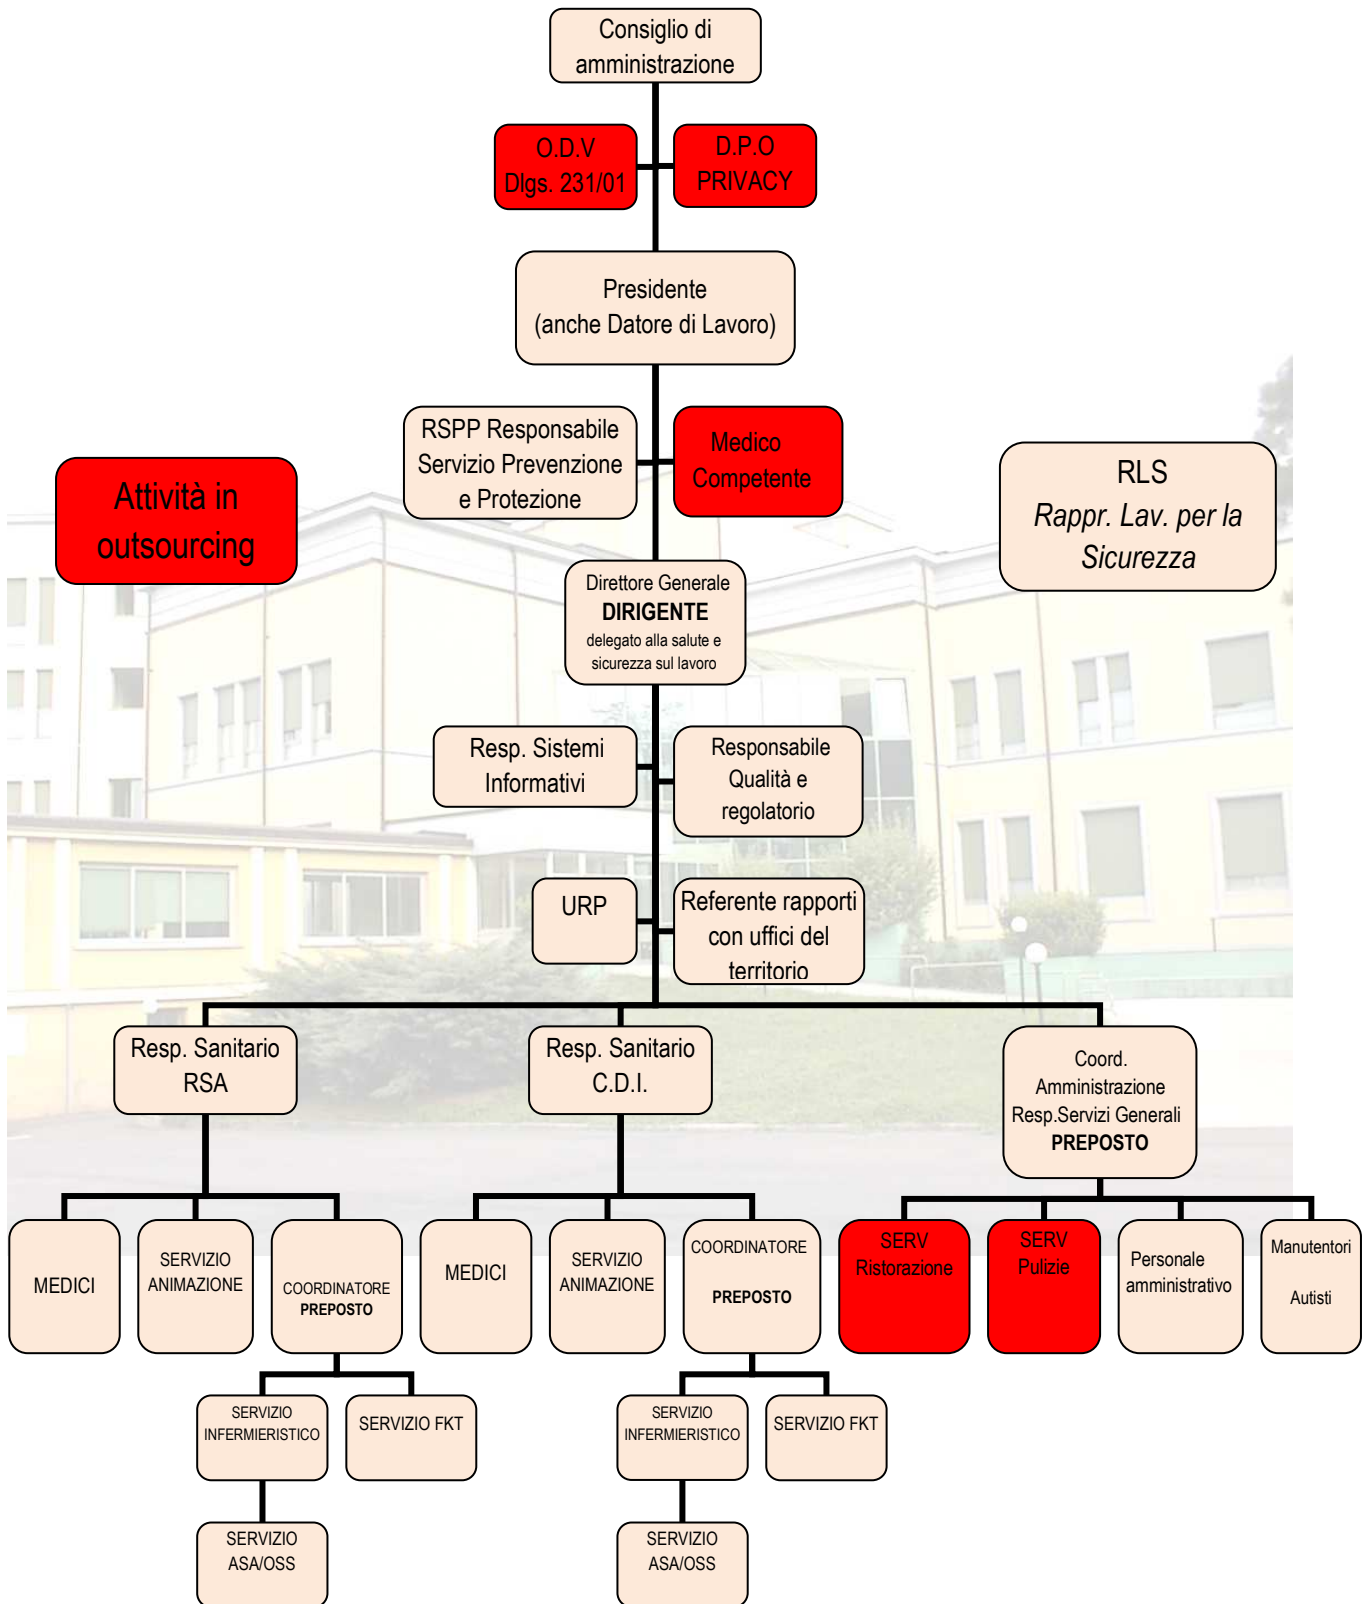 Consiglio di
amministrazione
O.D.V
Dlgs. 231/01
D.P.O
PRIVACY
Presidente
(anche Datore di Lavoro)
RSPP Responsabile
Servizio Prevenzione
e Protezione
Medico
Competente
Attività in
outsourcing
RLS
Rappr. Lav. per la
Sicurezza
Direttore Generale
DIRIGENTE
delegato alla salute e
sicurezza sul lavoro
Resp. Sistemi
Informativi
Responsabile
Qualità e
regolatorio
URP
Referente rapporti
con uffici del
territorio
Resp. Sanitario
RSA
Resp. Sanitario
C.D.I.
Coord.
Amministrazione
Resp.Servizi Generali
PREPOSTO
MEDICI
SERVIZIO
ANIMAZIONE
COORDINATORE
PREPOSTO
MEDICI
SERVIZIO
ANIMAZIONE
COORDINATORE
PREPOSTO
SERV
Ristorazione
SERV
Pulizie
Personale
amministrativo
Manutentori
Autisti
SERVIZIO
INFERMIERISTICO
SERVIZIO FKT
SERVIZIO
INFERMIERISTICO
SERVIZIO FKT
SERVIZIO
ASA/OSS
SERVIZIO
ASA/OSS